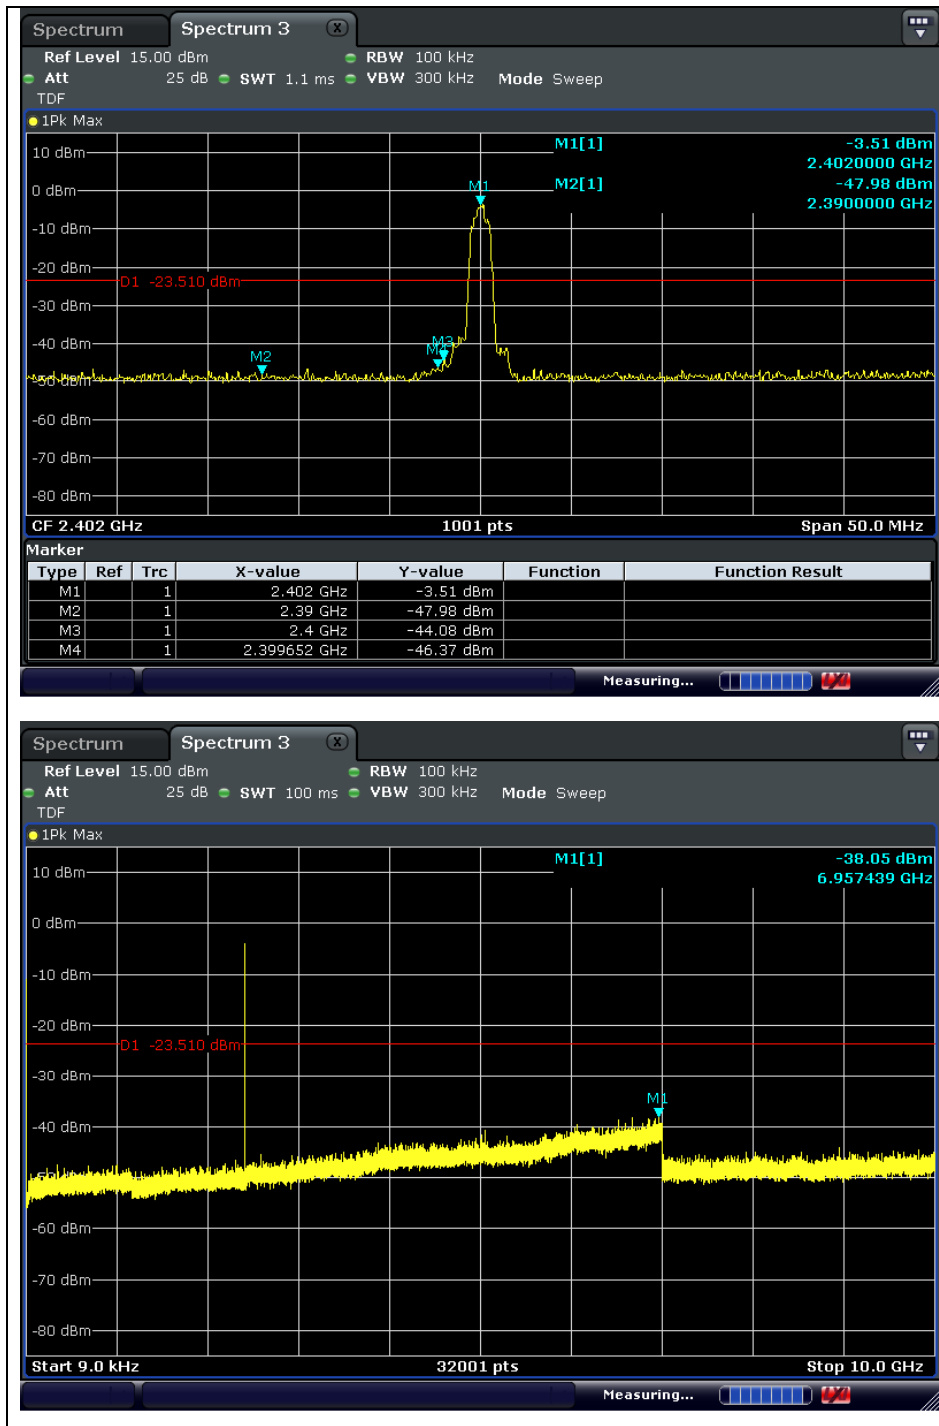 Spectrum Spectrum 3 X
Ref Level 15.00 dBm RBW 100 kHz
Att 25 dB SWT 1.1 ms VBW 300 kHz Mode Sweep
TDF
1Pk Max
M1[1] -3.51 dBm
2.4020000 GHz
M2[1] -47.98 dBm
2.3900000 GHz
10 dBm
0 dBm
-10 dBm
-20 dBm
D1 -23.510 dBm
-30 dBm
-40 dBm
-50 dBm
-60 dBm
-70 dBm
-80 dBm
M1
M2
M3
M4
CF 2.402 GHz 1001 pts Span 50.0 MHz
Marker
Type Ref Trc X-value Y-value Function Function Result
M1 1 2.402 GHz -3.51 dBm
M2 1 2.39 GHz -47.98 dBm
M3 1 2.4 GHz -44.08 dBm
M4 1 2.399652 GHz -46.37 dBm
Measuring...
Spectrum Spectrum 3 X
Ref Level 15.00 dBm RBW 100 kHz
Att 25 dB SWT 100 ms VBW 300 kHz Mode Sweep
TDF
1Pk Max
M1[1] -38.05 dBm
6.957439 GHz
10 dBm
0 dBm
-10 dBm
-20 dBm
D1 -23.510 dBm
-30 dBm
M1
-40 dBm
-60 dBm
-70 dBm
-80 dBm
Start 9.0 kHz 32001 pts Stop 10.0 GHz
Measuring...